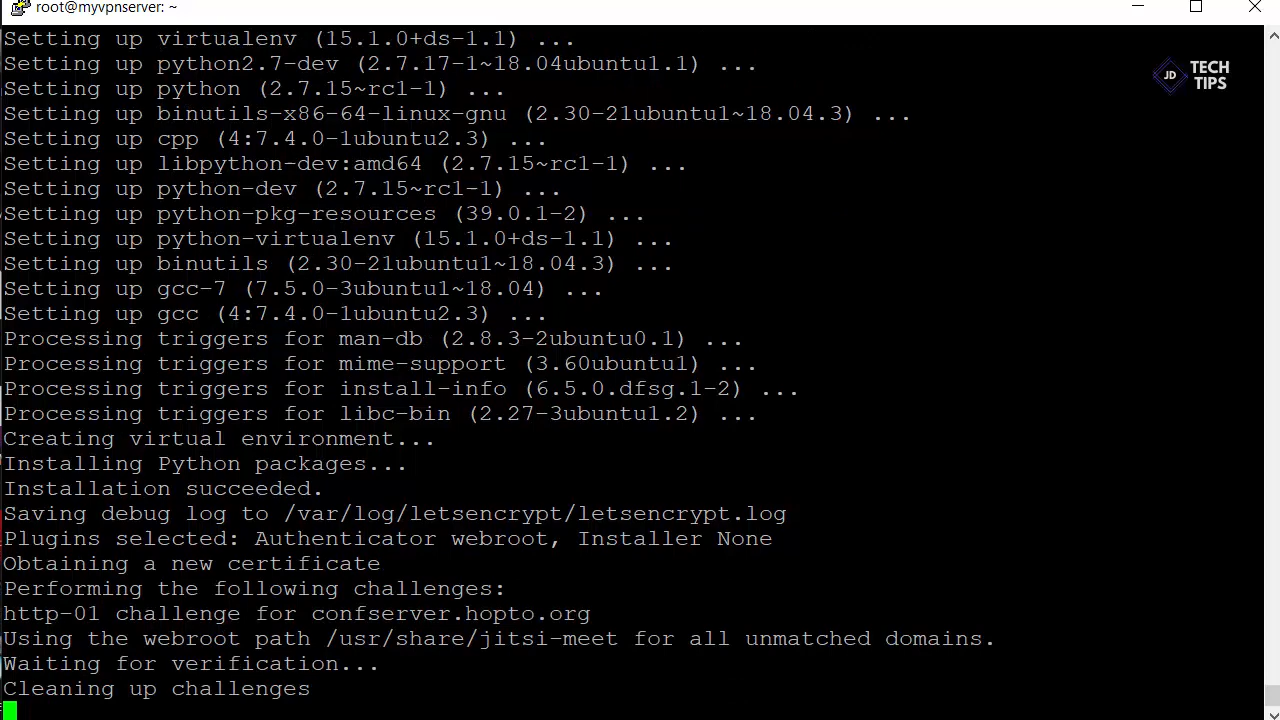 root@myvpnserver: ~
Setting up virtualenv (15.1.0+ds-1.1) ...
Setting up python2.7-dev (2.7.17-1~18.04ubuntu1.1) ...
Setting up python (2.7.15~rc1-1) ...
Setting up binutils-x86-64-linux-gnu (2.30-21ubuntu1~18.04.3) ...
Setting up cpp (4:7.4.0-1ubuntu2.3) ...
Setting up libpython-dev:amd64 (2.7.15~rc1-1) ...
Setting up python-dev (2.7.15~rc1-1) ...
Setting up python-pkg-resources (39.0.1-2) ...
Setting up python-virtualenv (15.1.0+ds-1.1) ...
Setting up binutils (2.30-21ubuntu1~18.04.3) ...
Setting up gcc-7 (7.5.0-3ubuntu1~18.04) ...
Setting up gcc (4:7.4.0-1ubuntu2.3) ...
Processing triggers for man-db (2.8.3-2ubuntu0.1) ...
Processing triggers for mime-support (3.60ubuntu1) ...
Processing triggers for install-info (6.5.0.dfsg.1-2) ...
Processing triggers for libc-bin (2.27-3ubuntu1.2) ...
Creating virtual environment...
Installing Python packages...
Installation succeeded.
Saving debug log to /var/log/letsencrypt/letsencrypt.log
Plugins selected: Authenticator webroot, Installer None
Obtaining a new certificate
Performing the following challenges:
http-01 challenge for confserver.hopto.org
Using the webroot path /usr/share/jitsi-meet for all unmatched domains.
Waiting for verification...
Cleaning up challenges
JD TECH
TIPS